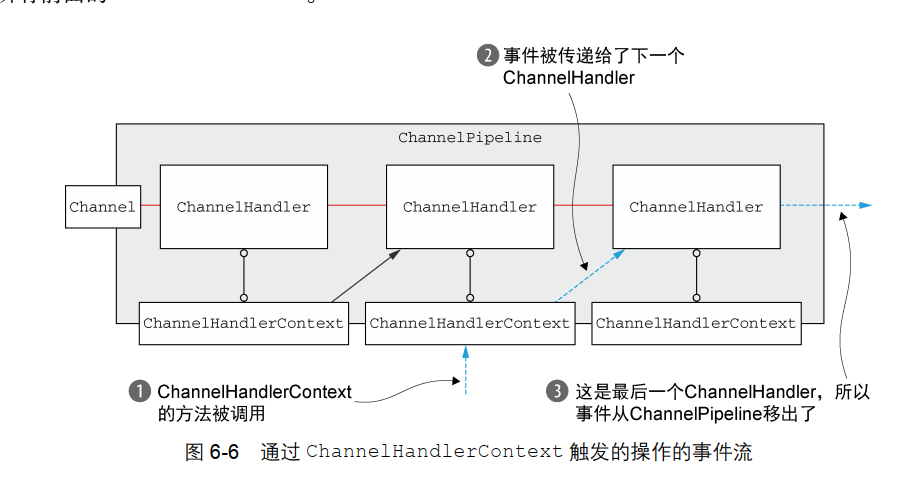 2 事件被传递给了下一个
ChannelHandler
ChannelPipeline
Channel
ChannelHandler
ChannelHandler
ChannelHandler
ChannelHandlerContext
ChannelHandlerContext
ChannelHandlerContext
1 ChannelHandlerContext
的方法被调用
3 这是最后一个ChannelHandler，所以
事件从ChannelPipeline移出了
图 6-6 通过 ChannelHandlerContext 触发的操作的事件流